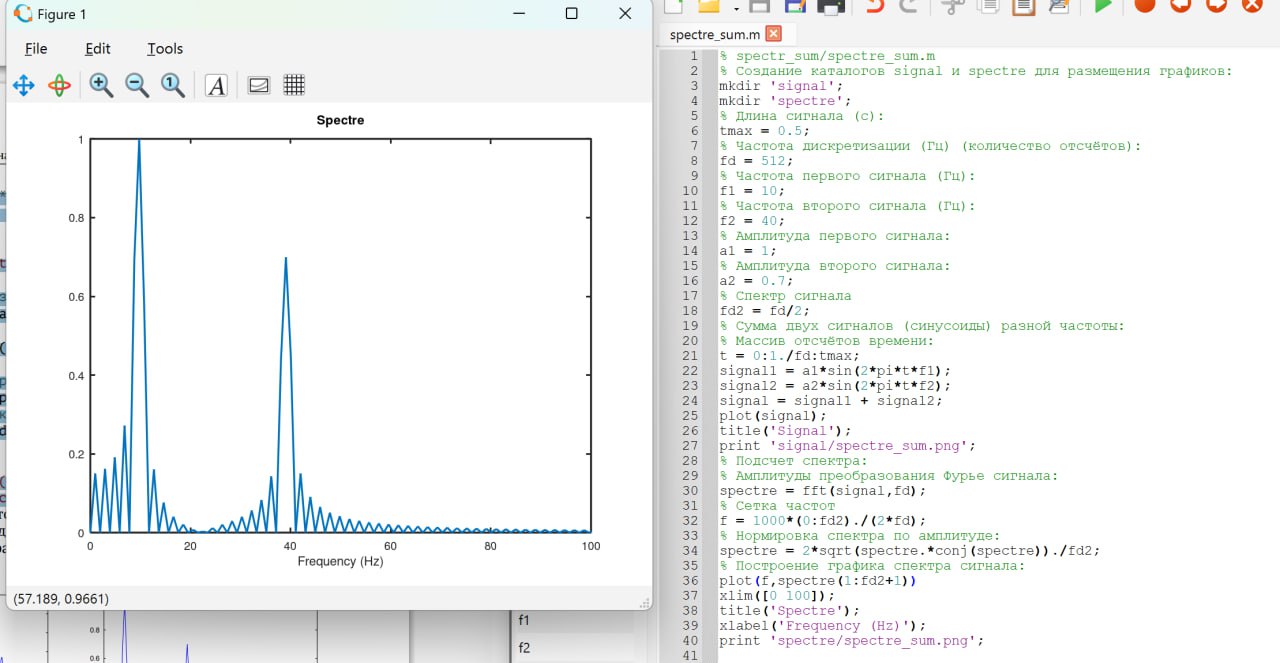 Figure 1
File Edit Tools
A
Spectre
1
0.8
0.6
0.4
0.2
0
0 20 40 60 80 100
Frequency (Hz)
(57.189, 0.9661)
0.8
0.6
f1
f2
spectre_sum.m
1 % spectr_sum/spectre_sum.m
2 % Создание каталогов signal и spectre для размещения графиков:
3 mkdir 'signal';
4 mkdir 'spectre';
5 % Длина сигнала (с):
6 tmax = 0.5;
7 % Частота дискретизации (Гц) (количество отсчётов):
8 fd = 512;
9 % Частота первого сигнала (Гц):
10 f1 = 10;
11 % Частота второго сигнала (Гц):
12 f2 = 40;
13 % Амплитуда первого сигнала:
14 a1 = 1;
15 % Амплитуда второго сигнала:
16 a2 = 0.7;
17 % Спектр сигнала
18 fd2 = fd/2;
19 % Сумма двух сигналов (синусоиды) разной частоты:
20 % Массив отсчётов времени:
21 t = 0:1./fd:tmax;
22 signal1 = a1*sin(2*pi*t*f1);
23 signal2 = a2*sin(2*pi*t*f2);
24 signal = signal1 + signal2;
25 plot(signal);
26 title('Signal');
27 print 'signal/spectre_sum.png';
28 % Подсчет спектра:
29 % Амплитуды преобразования Фурье сигнала:
30 spectre = fft(signal,fd);
31 % Сетка частот
32 f = 1000*(0:fd2)./(2*fd);
33 % Нормировка спектра по амплитуде:
34 spectre = 2*sqrt(spectre.*conj(spectre))./fd2;
35 % Построение графика спектра сигнала:
36 plot(f,spectre(1:fd2+1))
37 xlim([0 100]);
38 title('Spectre');
39 xlabel('Frequency (Hz)');
40 print 'spectre/spectre_sum.png';
41